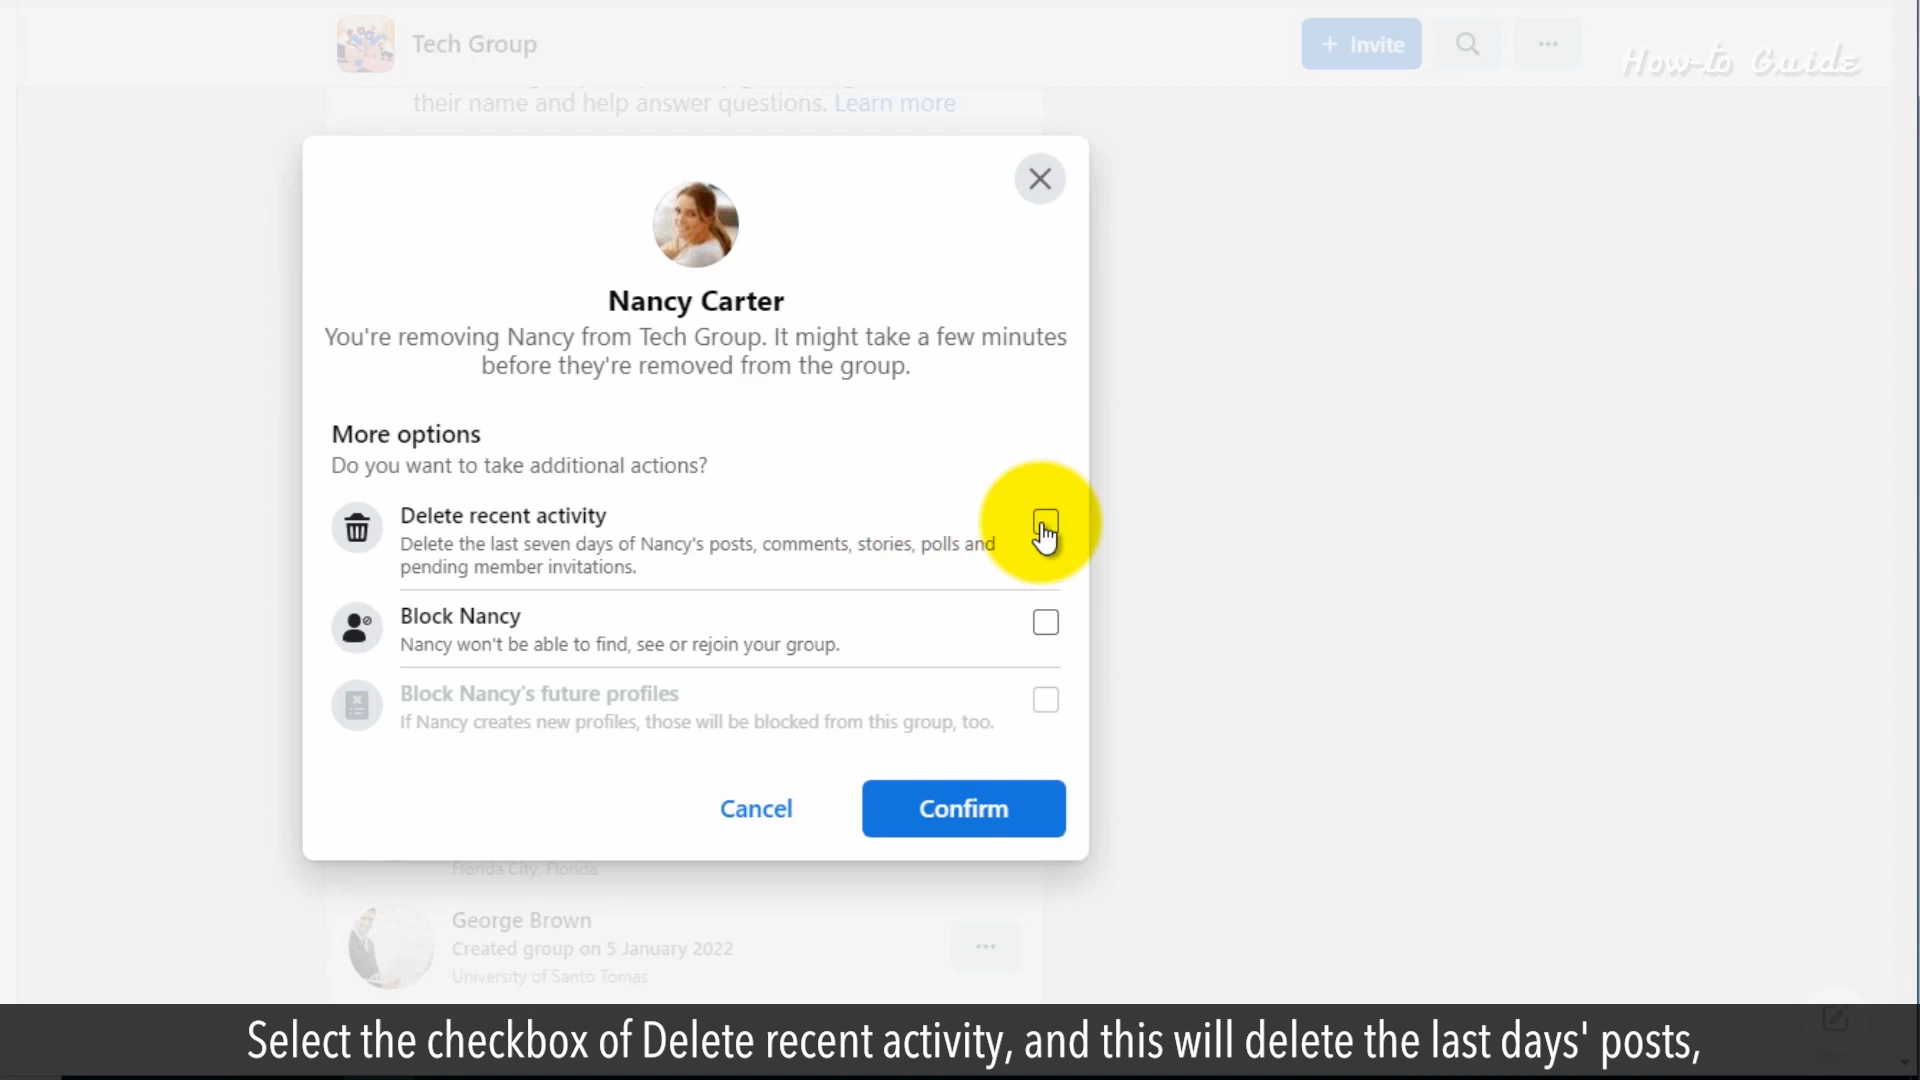 Tech Group
+ Invite
How-to Guide
their name and help answer questions. Learn more
Nancy Carter
You're removing Nancy from Tech Group. It might take a few minutes
before they're removed from the group.
More options
Do you want to take additional actions?
Delete recent activity
Delete the last seven days of Nancy's posts, comments, stories, polls and
pending member invitations.
Block Nancy
Nancy won't be able to find, see or rejoin your group.
Block Nancy's future profiles
If Nancy creates new profiles, those will be blocked from this group, too.
Cancel
Confirm
Florida City, Florida
George Brown
Created group on 5 January 2022
University of Santo Tomas
Select the checkbox of Delete recent activity, and this will delete the last days' posts,